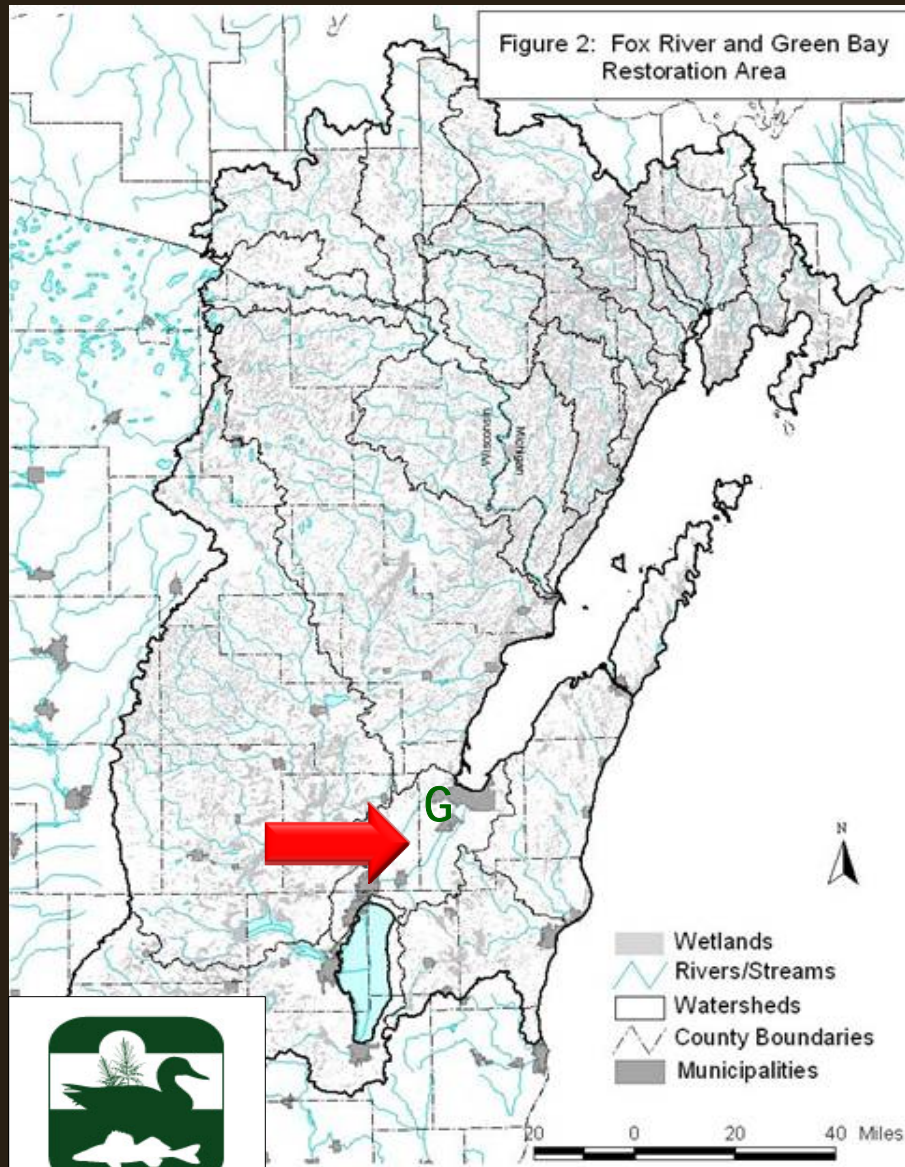 Figure 2: Fox River and Green Bay
Restoration Area
Wisconsin
Michigan
G
N
Wetlands
Rivers/Streams
Watersheds
County Boundaries
Municipalities
20 0 20 40 Miles